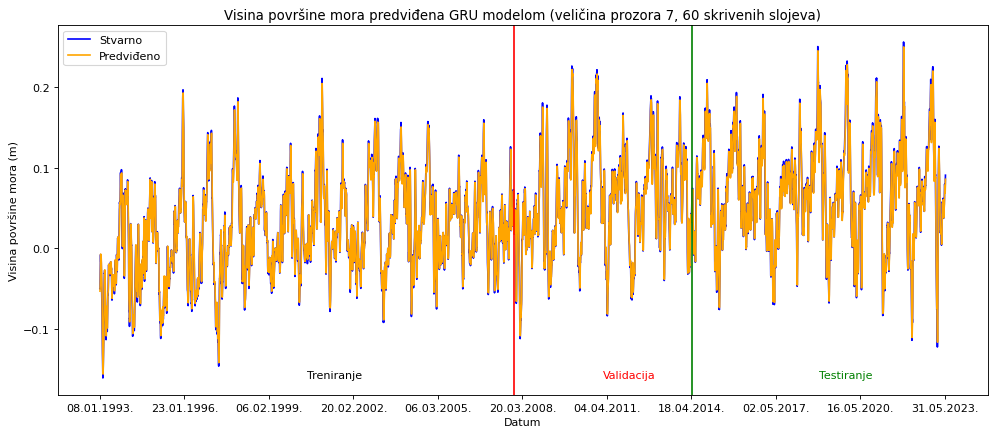 Visina površine mora predviđena GRU modelom (veličina prozora 7, 60 skrivenih slojeva)
Stvarno
Predviđeno
Visina površine mora (m)
0.2
0.1
0.0
−0.1
Treniranje
Validacija
Testiranje
08.01.1993.
23.01.1996.
06.02.1999.
20.02.2002.
06.03.2005.
20.03.2008.
04.04.2011.
18.04.2014.
02.05.2017.
16.05.2020.
31.05.2023.
Datum